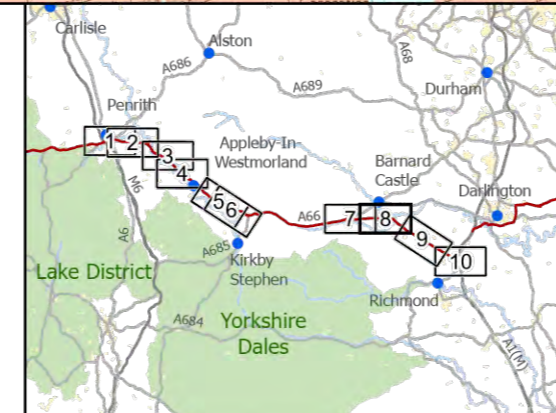 Carlisle
Alston
A68
A686
A689
Durham
Penrith
1
2
3
4
5
6
7
8
9
10
Appleby-In-
Westmorland
Barnard
Castle
Darlington
M6
A66
A6
A685
Kirkby
Stephen
Lake District
Richmond
A684
Yorkshire
Dales
A1(M)